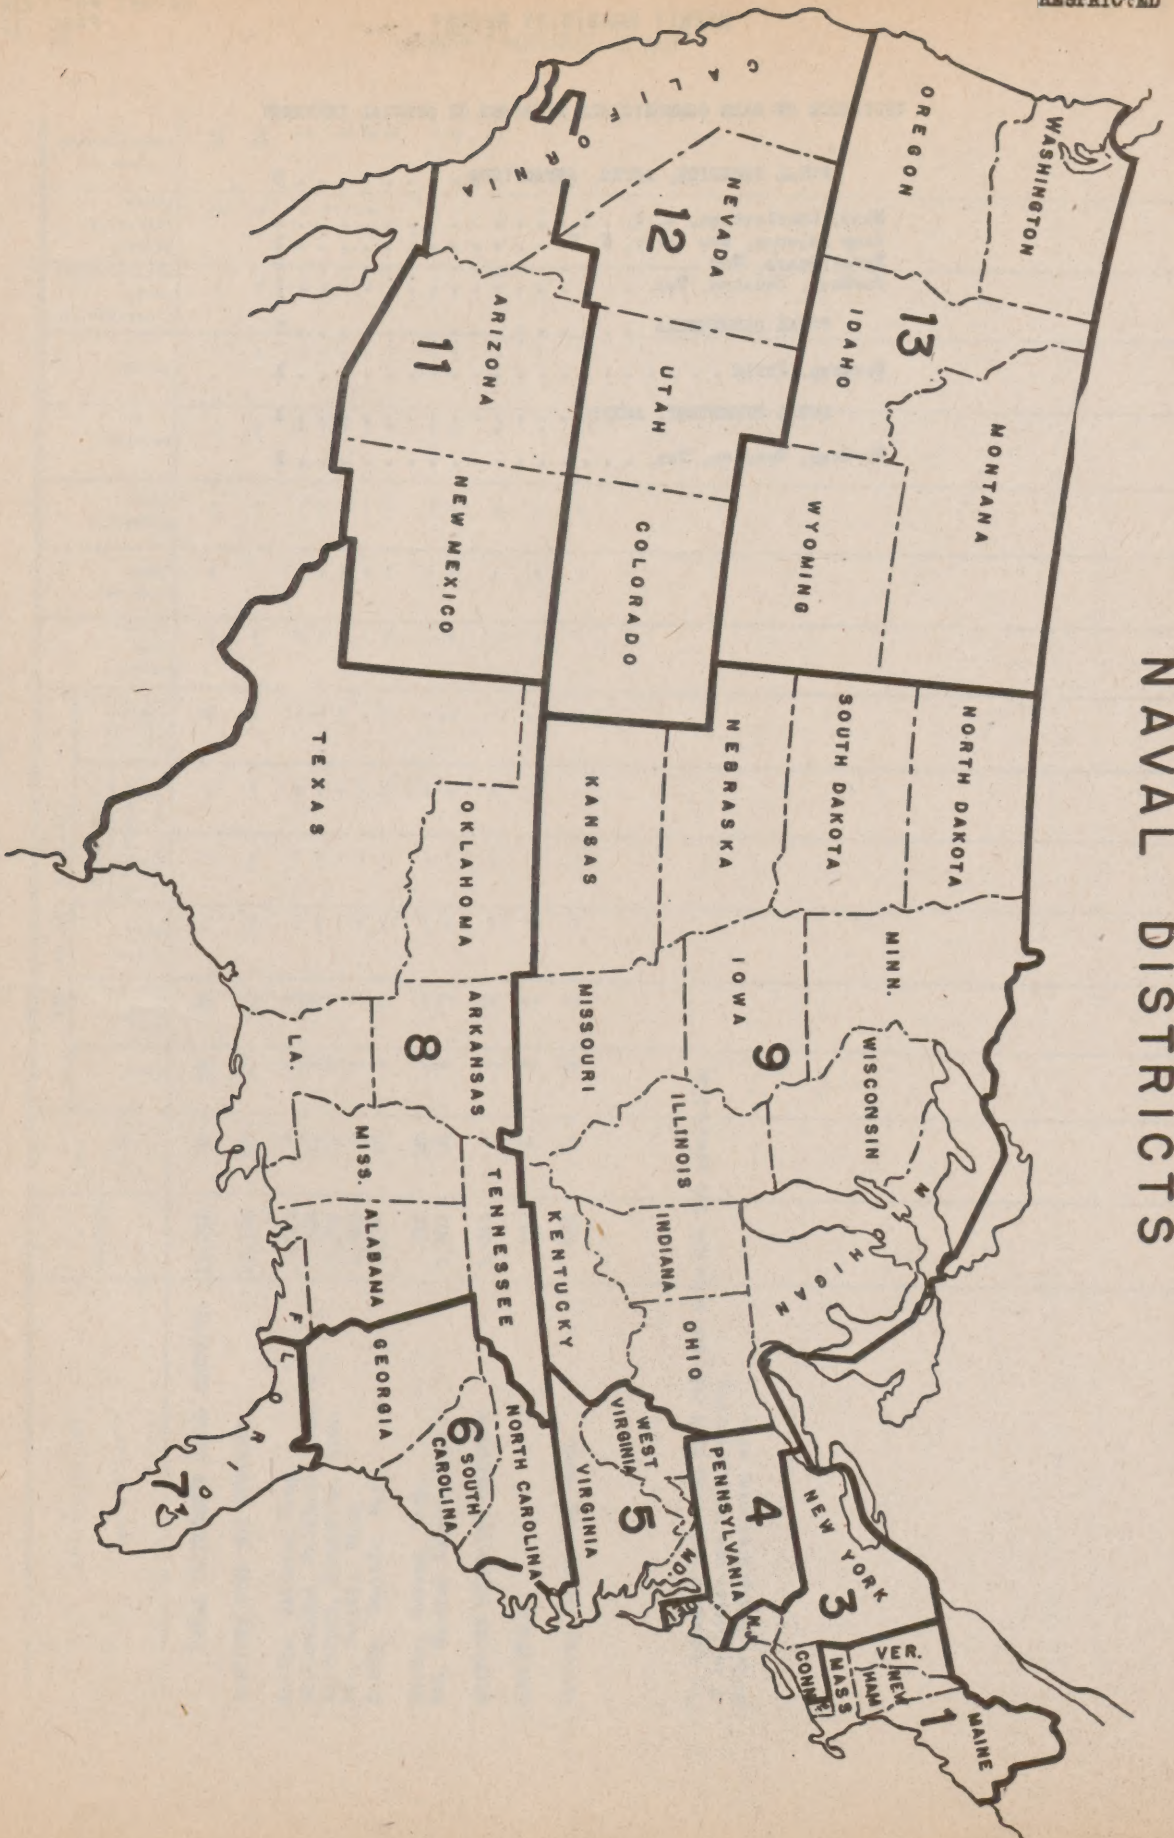 RESTRICTED
NAVAL DISTRICTS
WASHINGTON
OREGON
CALIFORNIA
NEVADA
12
IDAHO
13
MONTANA
WYOMING
UTAH
COLORADO
ARIZONA
11
NEW MEXICO
NORTH DAKOTA
SOUTH DAKOTA
NEBRASKA
KANSAS
OKLAHOMA
TEXAS
MINN.
IOWA
9
MISSOURI
ARKANSAS
8
LA.
WISCONSIN
ILLINOIS
MICHIGAN
INDIANA
OHIO
KENTUCKY
TENNESSEE
MISS.
ALABANA
GEORGIA
FLORIDA
7
6
SOUTH
CAROLINA
NORTH CAROLINA
VIRGINIA
WEST
VIRGINIA
5
MD.
4
PENNSYLVANIA
N.J.
NEW YORK
3
CONN.
MASS
VER.
NEW
HAM
1
MAINE